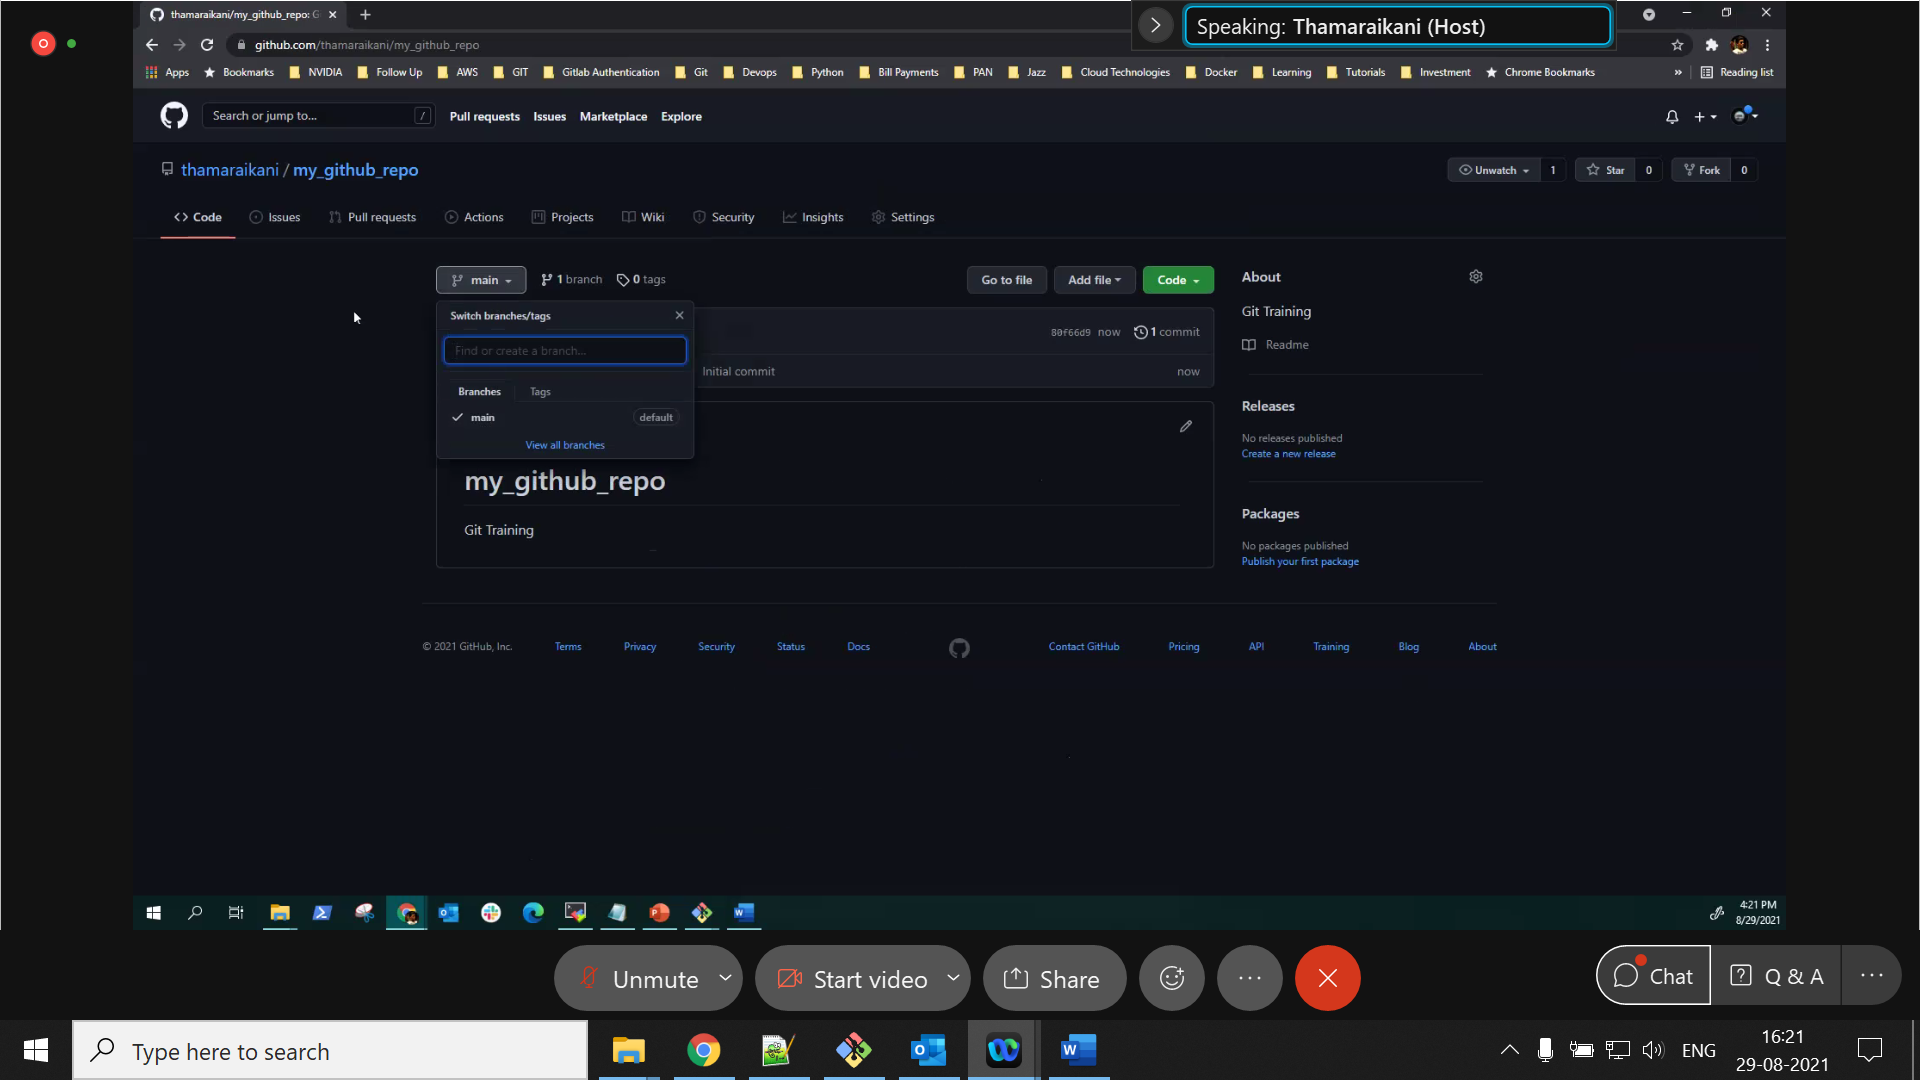 thamaraikani/my_github_repo: G
Speaking: Thamaraikani (Host)
github.com/thamaraikani/my_github_repo
Apps Bookmarks NVIDIA Follow Up AWS GIT Gitlab Authentication Git Devops Python Bill Payments PAN Jazz Cloud Technologies Docker Learning Tutorials Investment Chrome Bookmarks » Reading list
Search or jump to... / Pull requests Issues Marketplace Explore
thamaraikani / my_github_repo
Unwatch 1 Star 0 Fork 0
<> Code Issues Pull requests Actions Projects Wiki Security Insights Settings
main 1 branch 0 tags Go to file Add file Code
About
Git Training
Readme
Switch branches/tags
Find or create a branch...
Branches Tags
main default
View all branches
80f66d9 now 1 commit
Initial commit now
my_github_repo
Git Training
Releases
No releases published
Create a new release
Packages
No packages published
Publish your first package
© 2021 GitHub, Inc. Terms Privacy Security Status Docs Contact GitHub Pricing API Training Blog About
4:21 PM
8/29/2021
Unmute Start video Share Chat Q & A
Type here to search
ENG
16:21
29-08-2021